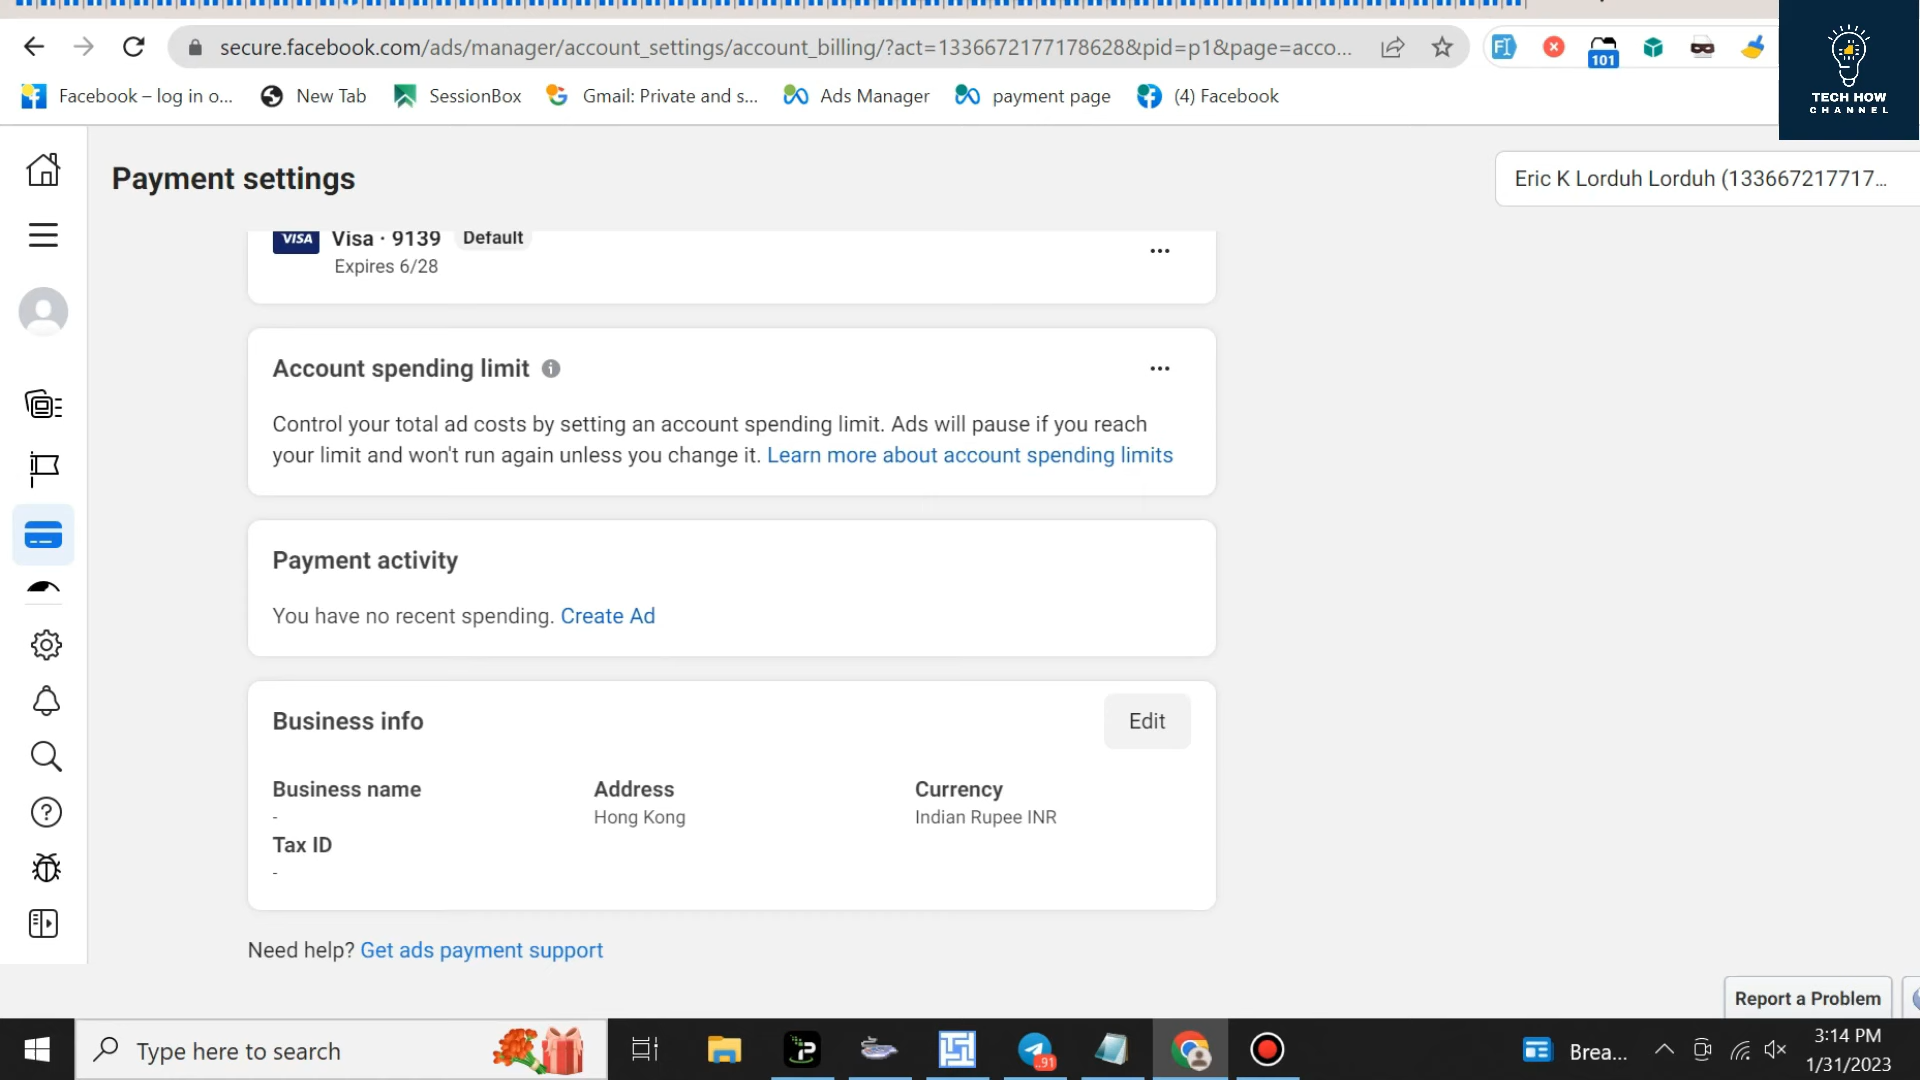 secure.facebook.com/ads/manager/account_settings/account_billing/?act=1336672177178628&pid=p1&page=acco...
101
TECH HOW
CHANNEL
Facebook – log in o...
New Tab
SessionBox
Gmail: Private and s...
Ads Manager
payment page
(4) Facebook
Payment settings
Eric K Lorduh Lorduh (133667217717...
VISA
Visa · 9139
Default
Expires 6/28
Account spending limit
Control your total ad costs by setting an account spending limit. Ads will pause if you reach
your limit and won't run again unless you change it. Learn more about account spending limits
Payment activity
You have no recent spending. Create Ad
Business info
Edit
Business name
Address
Currency
-
Hong Kong
Indian Rupee INR
Tax ID
-
Need help? Get ads payment support
Report a Problem
Type here to search
91
Brea...
3:14 PM
1/31/2023